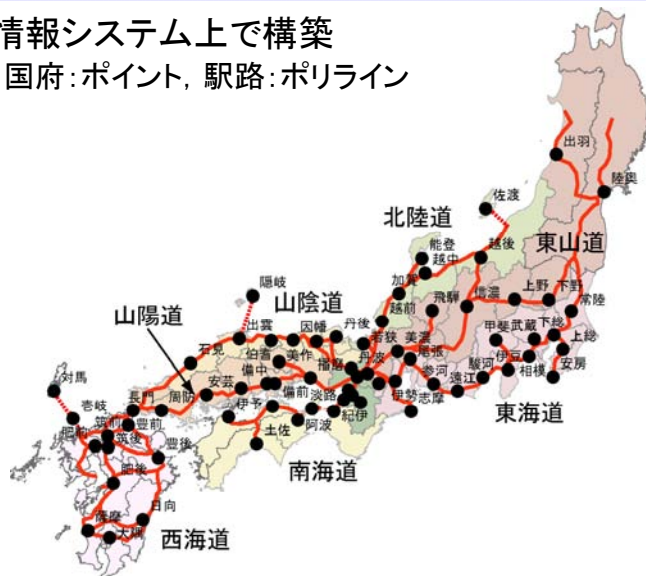 情報システム上で構築
国府:ポイント, 駅路:ポリライン
出羽
陸奥
佐渡
北陸道
能登
越中
越後
東山道
加賀
越前
飛騨
信濃
上野
下野
常陸
隠岐
山陰道
山陽道
出雲
因幡
丹後
若狭
美濃
尾張
甲斐
武蔵
下総
上総
石見
伯耆
美作
播磨
丹波
参河
駿河
伊豆
相模
安房
備中
対馬
安芸
備前
淡路
遠江
長門
周防
伊予
紀伊
伊勢
志摩
東海道
壱岐
筑前
豊前
阿波
肥前
筑後
土佐
豊後
南海道
肥後
日向
薩摩
大隅
西海道